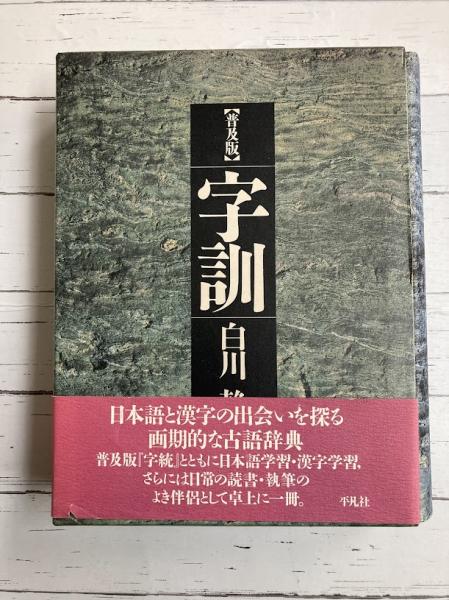 【普及版】
字訓
白川
日本語と漢字の出会いを探る
画期的な古語辞典
普及版『字統』とともに日本語学習・漢字学習,
さらには日常の読書・執筆の
よき伴侶として卓上に一冊。
平凡社